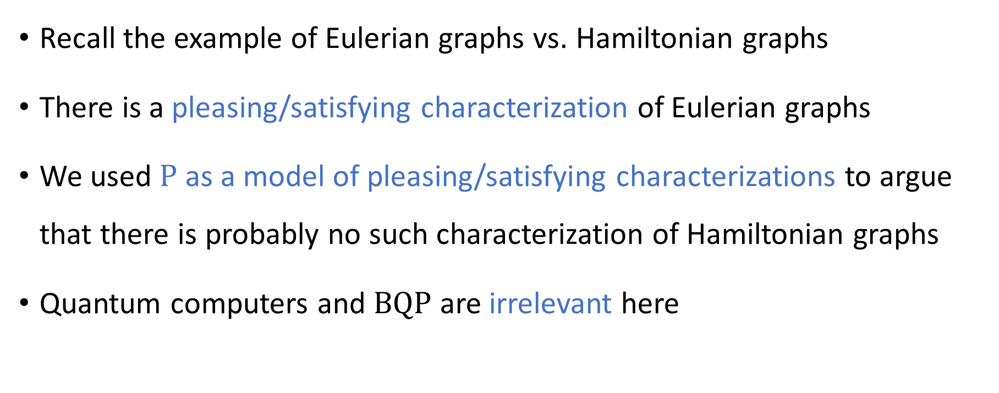 • Recall the example of Eulerian graphs vs. Hamiltonian graphs
• There is a pleasing/satisfying characterization of Eulerian graphs
• We used P as a model of pleasing/satisfying characterizations to argue
that there is probably no such characterization of Hamiltonian graphs
• Quantum computers and BQP are irrelevant here